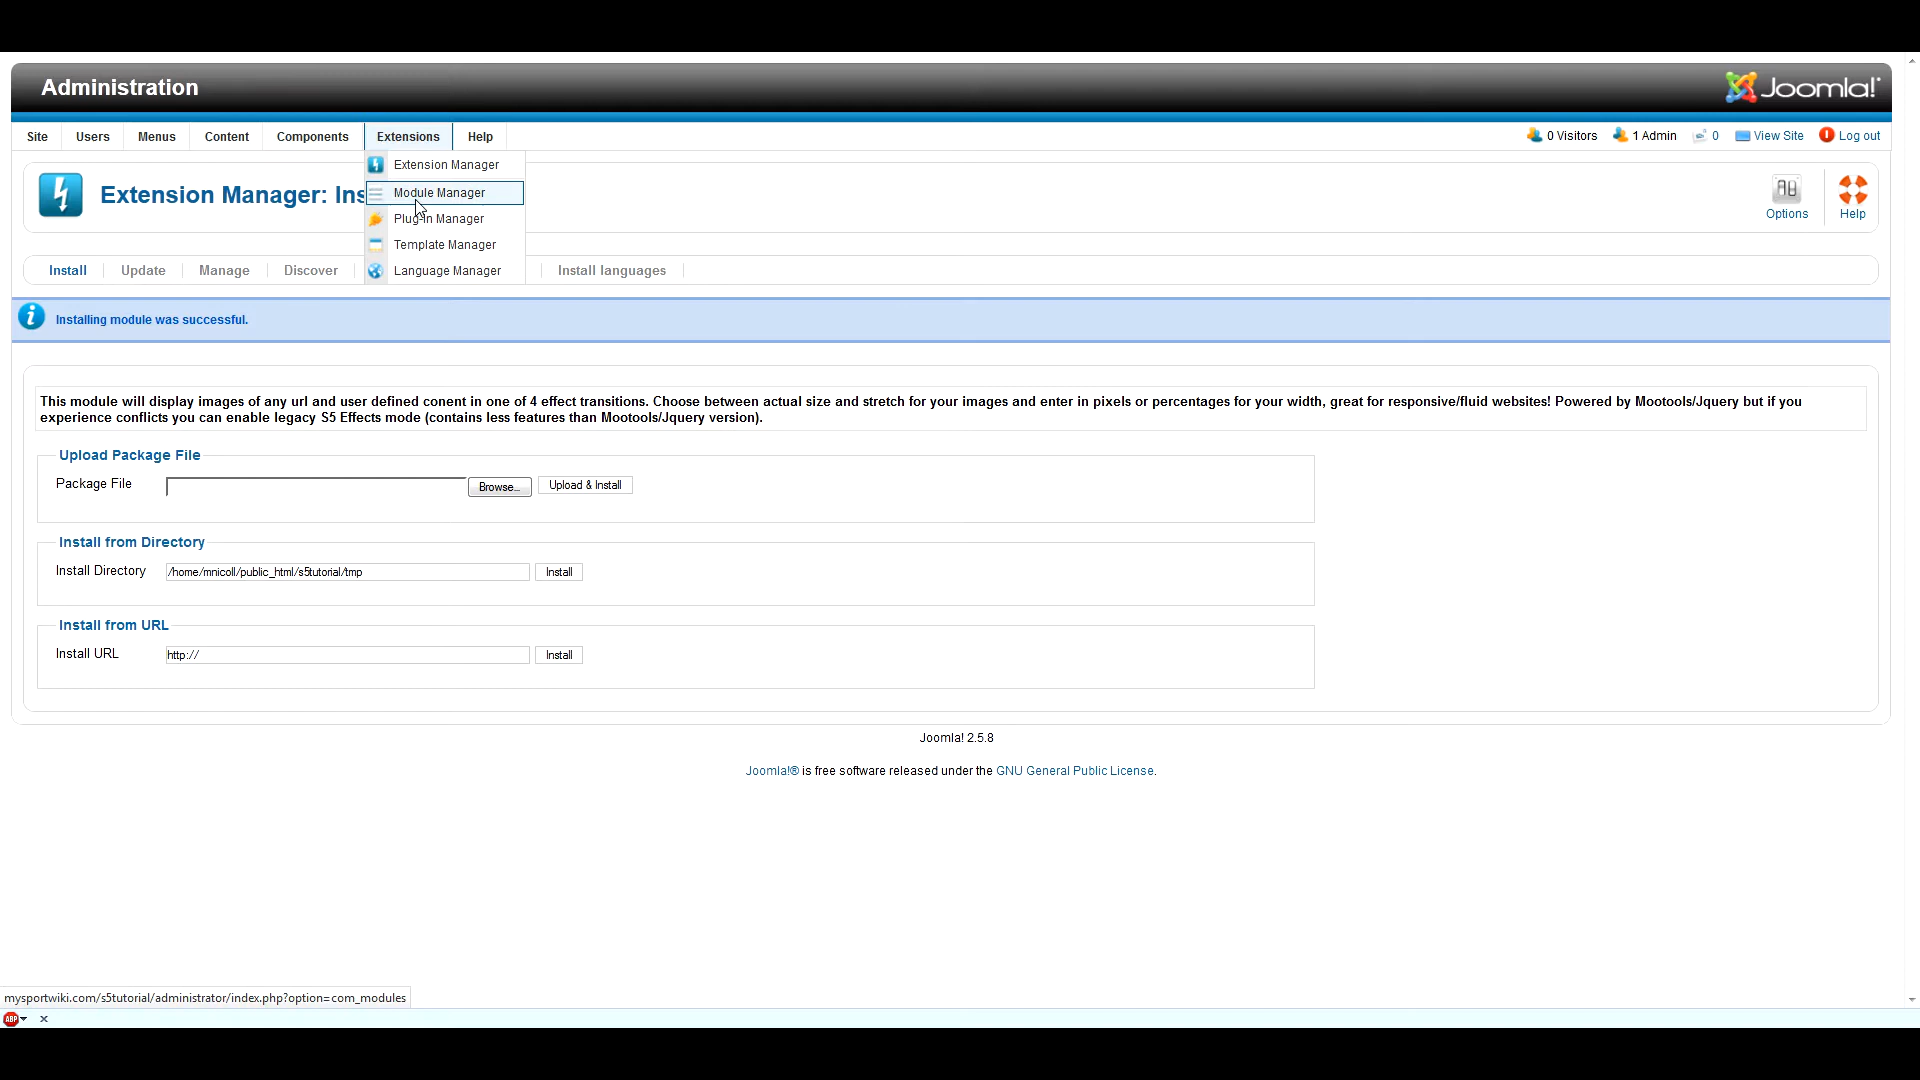 Administration
Joomla!
Site
Users
Menus
Content
Components
Extensions
Help
0 Visitors
1 Admin
0
View Site
Log out
Extension Manager
Module Manager
Plug-in Manager
Template Manager
Language Manager
Extension Manager: Ins
Options
Help
Install
Update
Manage
Discover
Install languages
Installing module was successful.
This module will display images of any url and user defined conent in one of 4 effect transitions. Choose between actual size and stretch for your images and enter in pixels or percentages for your width, great for responsive/fluid websites! Powered by Mootools/Jquery but if you
experience conflicts you can enable legacy S5 Effects mode (contains less features than Mootools/Jquery version).
Upload Package File
Package File
Browse...
Upload & Install
Install from Directory
Install Directory
/home/mnicoll/public_html/s5tutorial/tmp
Install
Install from URL
Install URL
http://
Install
Joomla! 2.5.8
Joomla!® is free software released under the GNU General Public License.
mysportwiki.com/s5tutorial/administrator/index.php?option=com_modules
ABP